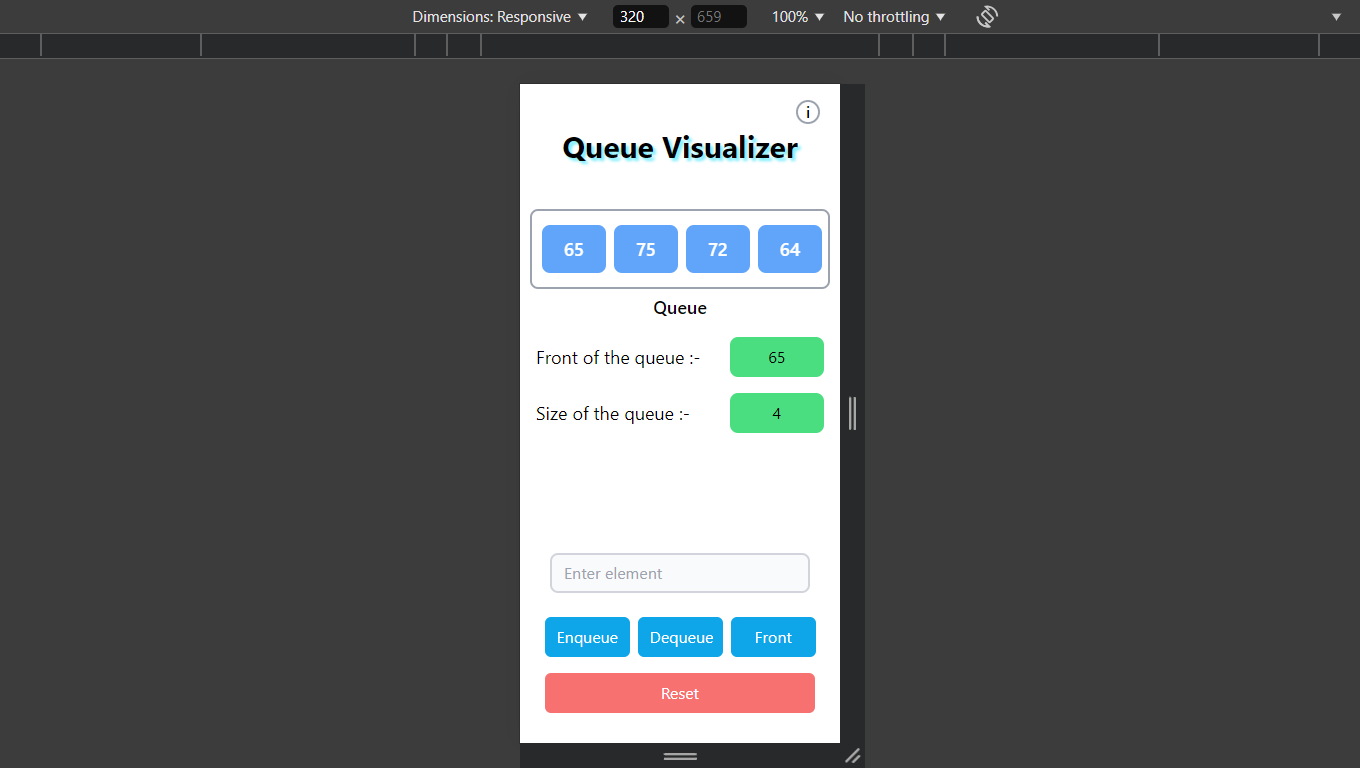 Dimensions: Responsive ▼ 320 × 659 100% ▼ No throttling ▼
i
Queue Visualizer
65 75 72 64
Queue
Front of the queue :- 65
Size of the queue :- 4
Enter element
Enqueue Dequeue Front
Reset